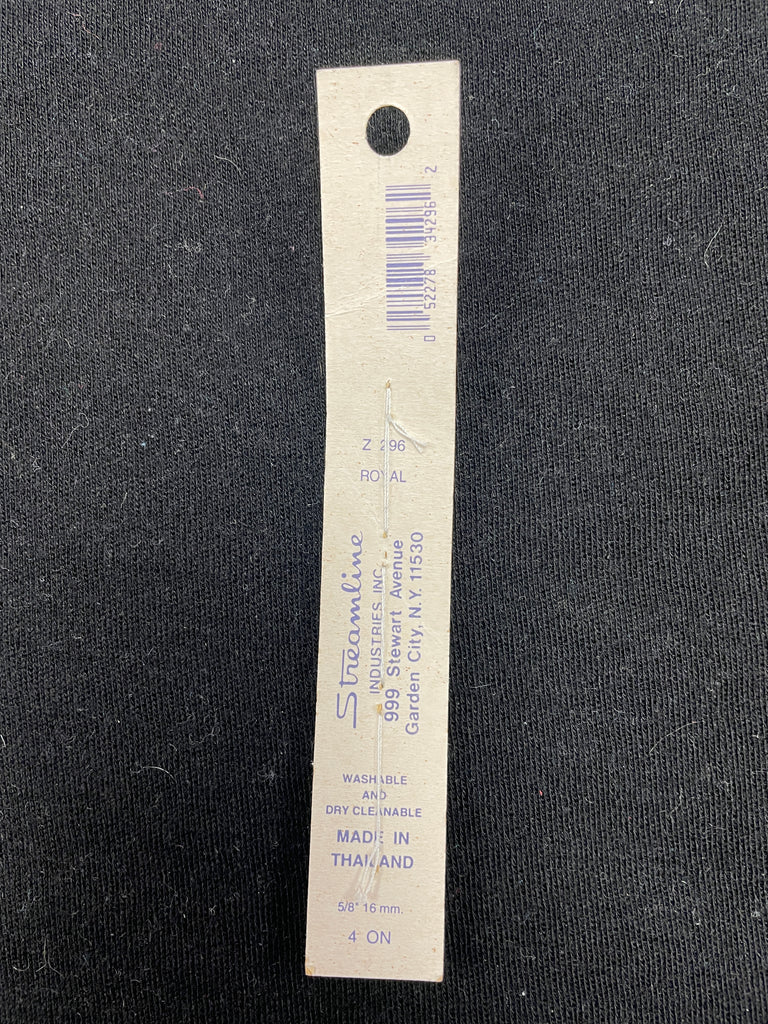 0 52278 34296 2
Z 296
ROYAL
Streamline
INDUSTRIES INC.
999 Stewart Avenue
Garden City, N.Y. 11530
WASHABLE
AND
DRY CLEANABLE
MADE IN
THAILAND
5/8" 16 mm.
4 ON